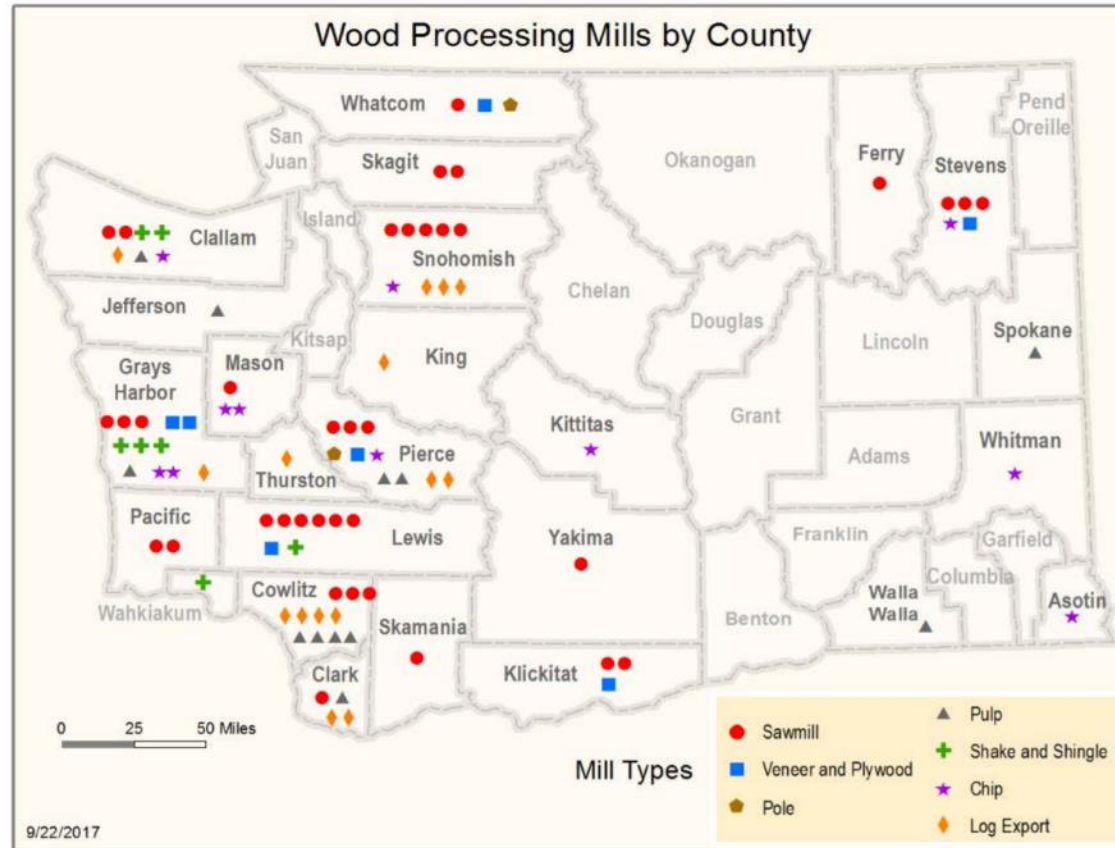 Wood Processing Mills by County
Whatcom
San
Juan
Skagit
Okanogan
Ferry
Stevens
Pend
Oreille
Island
Clallam
Snohomish
Chelan
Jefferson
Douglas
Lincoln
Spokane
Kitsap
King
Grays
Harbor
Mason
Kittitas
Grant
Adams
Whitman
Thurston
Pierce
Pacific
Lewis
Yakima
Franklin
Garfield
Columbia
Wahkiakum
Cowlitz
Skamania
Benton
Walla
Walla
Asotin
Clark
Klickitat
0 25 50 Miles
Mill Types
Sawmill
Veneer and Plywood
Pole
Pulp
Shake and Shingle
Chip
Log Export
9/22/2017